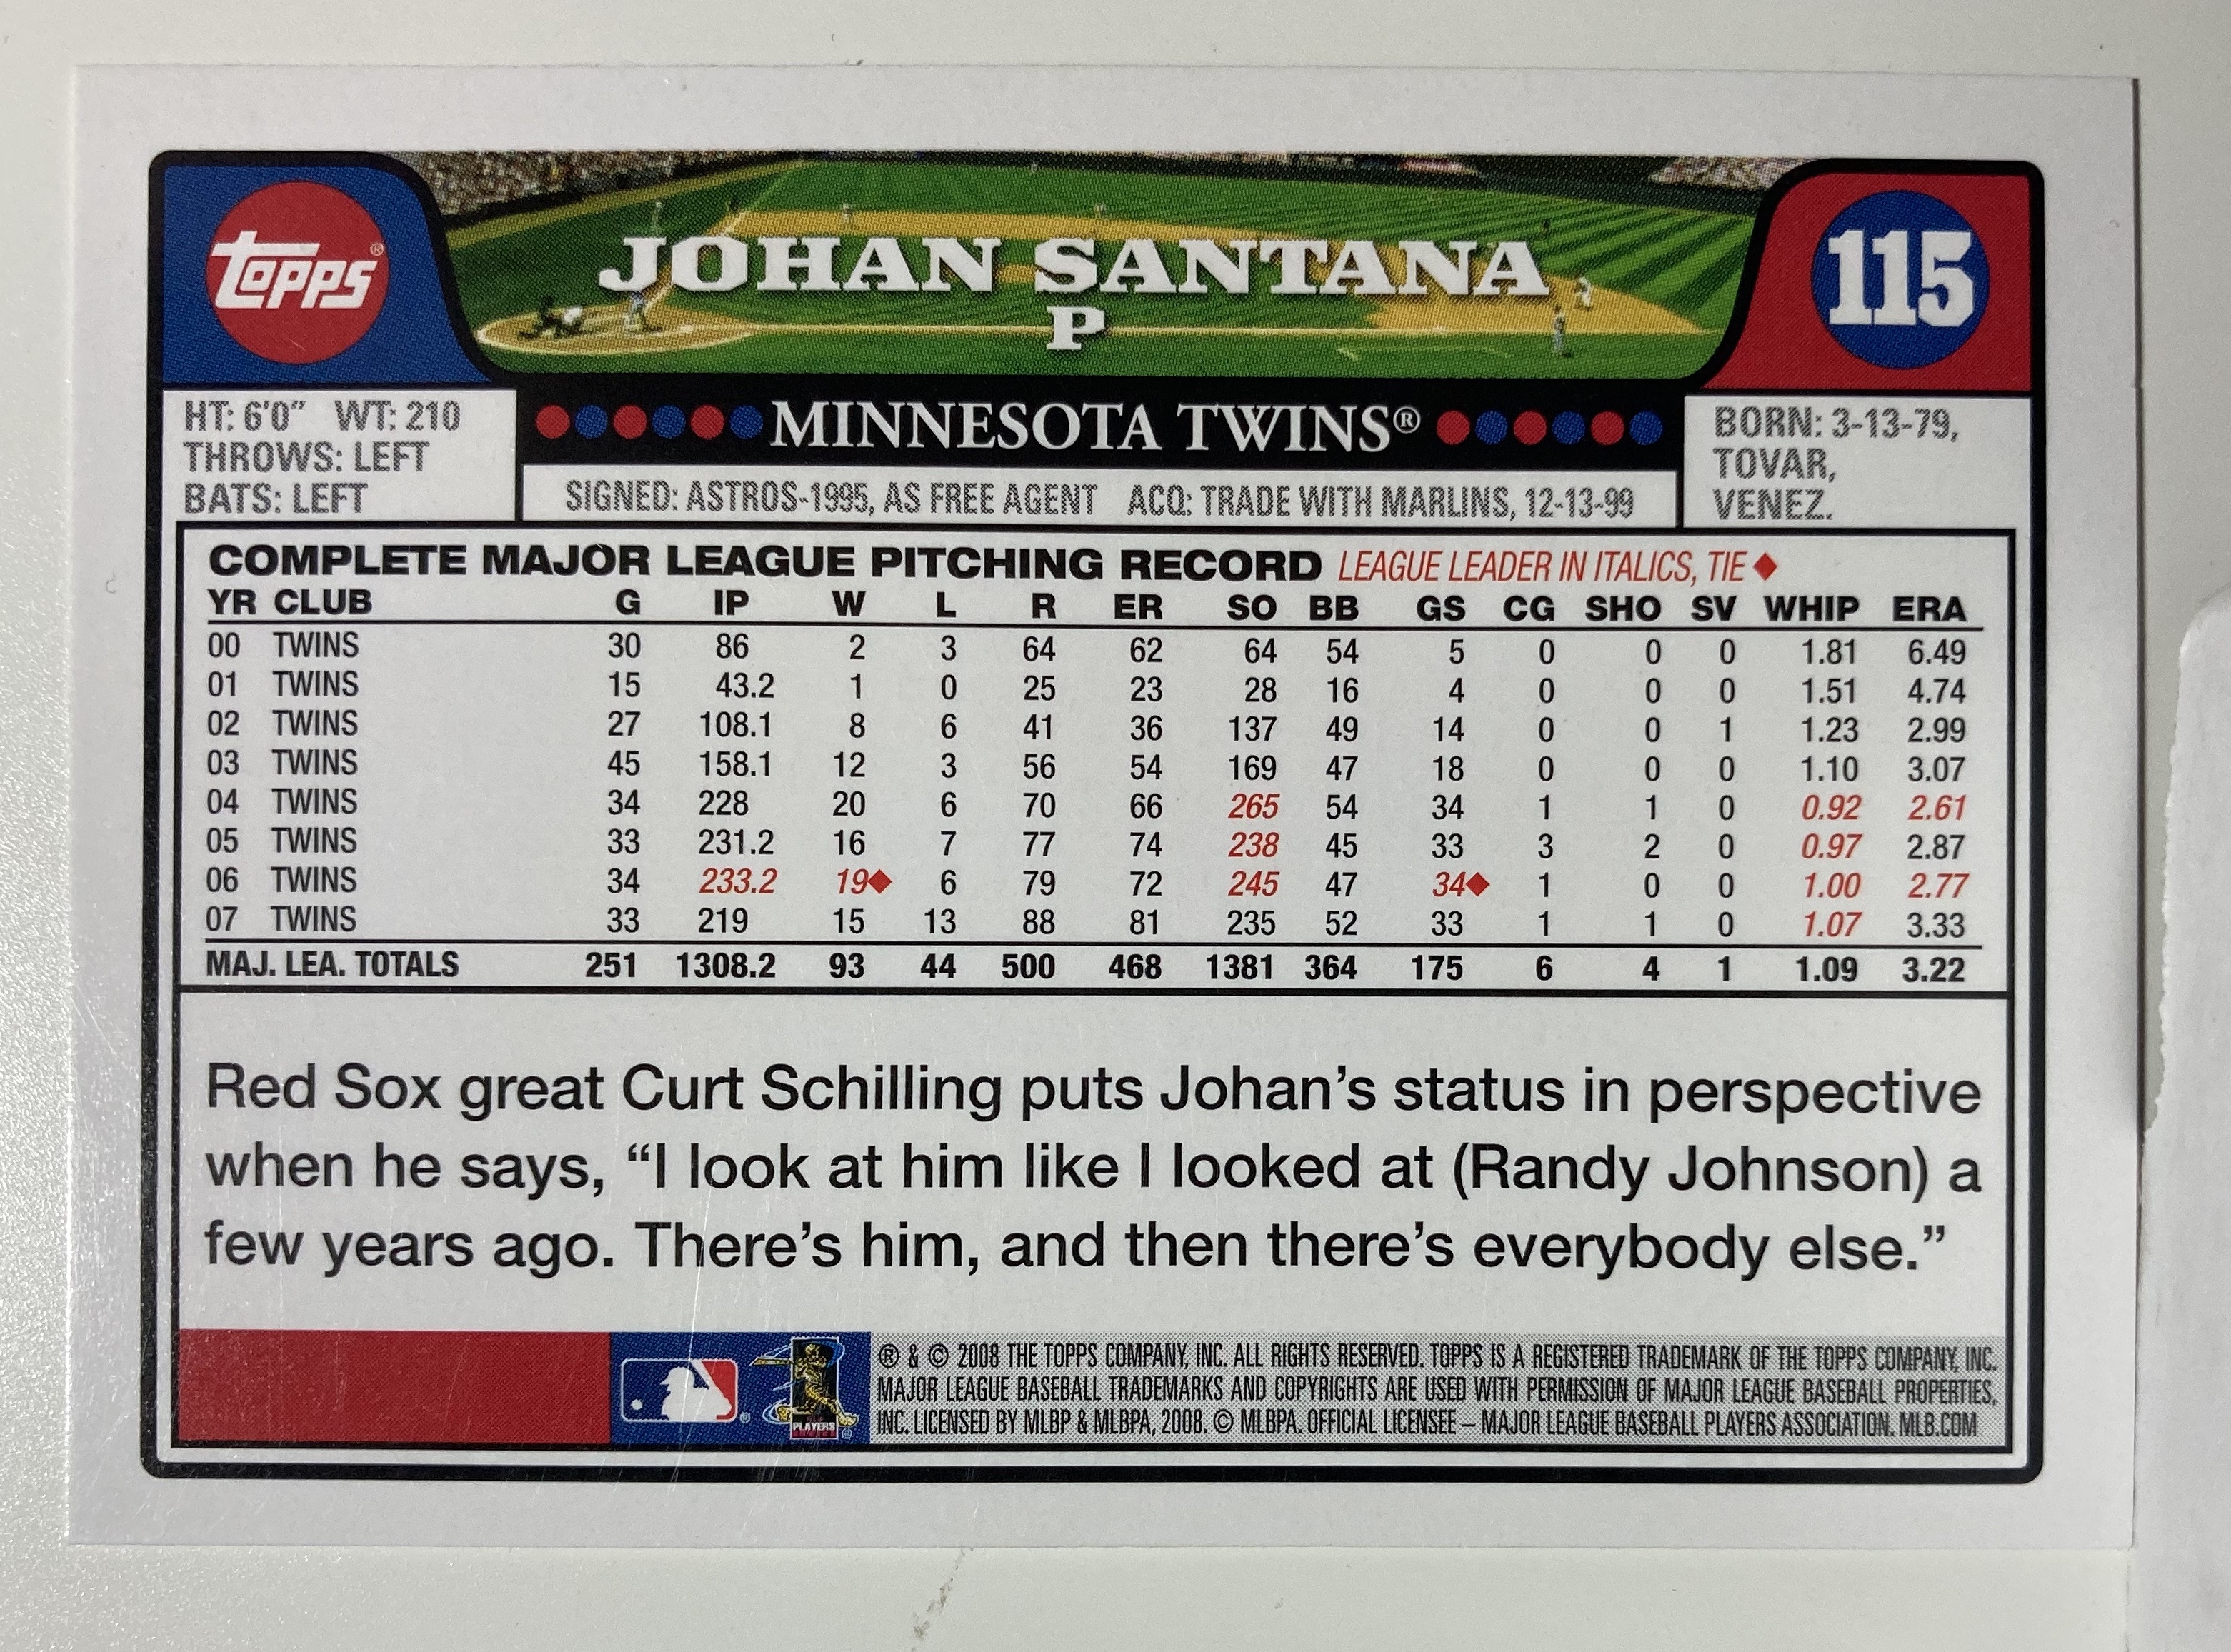 topps®
JOHAN SANTANA
P
115
HT: 6'0" WT: 210
THROWS: LEFT
BATS: LEFT
MINNESOTA TWINS®
SIGNED: ASTROS-1995, AS FREE AGENT ACQ: TRADE WITH MARLINS, 12-13-99
BORN: 3-13-79,
TOVAR,
VENEZ.
COMPLETE MAJOR LEAGUE PITCHING RECORD LEAGUE LEADER IN ITALICS, TIE ◆
YR CLUB G IP W L R ER SO BB GS CG SHO SV WHIP ERA
00 TWINS 30 86 2 3 64 62 64 54 5 0 0 0 1.81 6.49
01 TWINS 15 43.2 1 0 25 23 28 16 4 0 0 0 1.51 4.74
02 TWINS 27 108.1 8 6 41 36 137 49 14 0 0 1 1.23 2.99
03 TWINS 45 158.1 12 3 56 54 169 47 18 0 0 0 1.10 3.07
04 TWINS 34 228 20 6 70 66 265 54 34 1 1 0 0.92 2.61
05 TWINS 33 231.2 16 7 77 74 238 45 33 3 2 0 0.97 2.87
06 TWINS 34 233.2 19◆ 6 79 72 245 47 34◆ 1 0 0 1.00 2.77
07 TWINS 33 219 15 13 88 81 235 52 33 1 1 0 1.07 3.33
MAJ. LEA. TOTALS 251 1308.2 93 44 500 468 1381 364 175 6 4 1 1.09 3.22
Red Sox great Curt Schilling puts Johan's status in perspective
when he says, “I look at him like I looked at (Randy Johnson) a
few years ago. There's him, and then there's everybody else.”
PLAYERS
® & © 2008 THE TOPPS COMPANY, INC. ALL RIGHTS RESERVED. TOPPS IS A REGISTERED TRADEMARK OF THE TOPPS COMPANY, INC.
MAJOR LEAGUE BASEBALL TRADEMARKS AND COPYRIGHTS ARE USED WITH PERMISSION OF MAJOR LEAGUE BASEBALL PROPERTIES,
INC. LICENSED BY MLBP & MLBPA, 2008. © MLBPA. OFFICIAL LICENSEE – MAJOR LEAGUE BASEBALL PLAYERS ASSOCIATION. MLB.COM